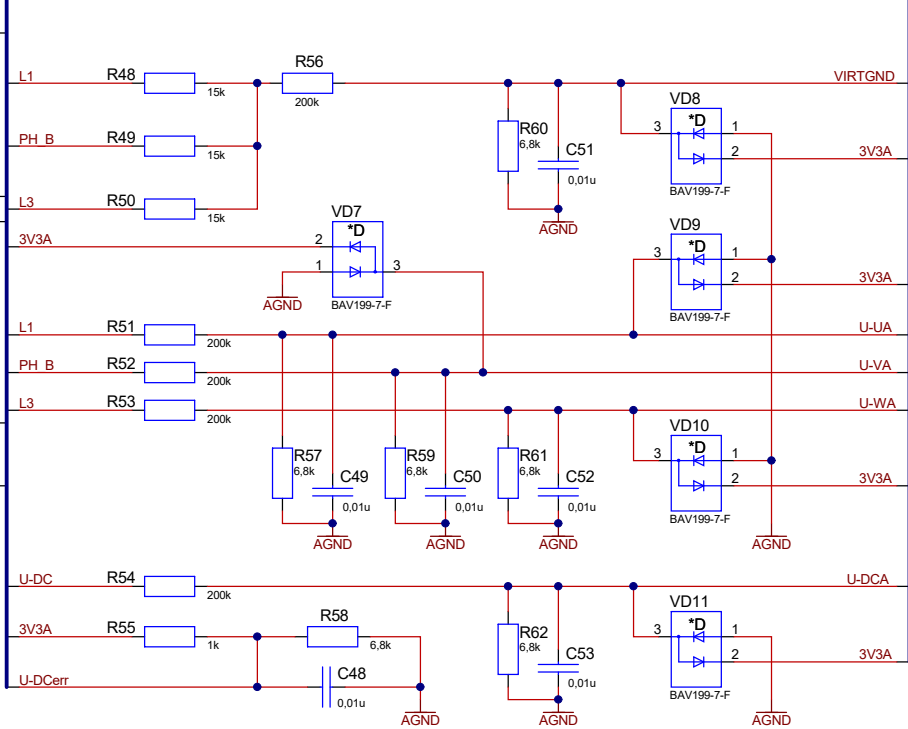 L1 R48 15k R56 200k VIRTGND
PH_B R49 15k
L3 R50 15k
R60 6,8k C51 0,01u AGND
VD8 *D 3 1 2 BAV199-7-F 3V3A
3V3A VD7 *D 2 1 3 BAV199-7-F AGND
VD9 *D 3 1 2 BAV199-7-F 3V3A
L1 R51 200k U-UA
PH_B R52 200k U-VA
L3 R53 200k U-WA
R57 6,8k C49 0,01u AGND
R59 6,8k C50 0,01u AGND
R61 6,8k C52 0,01u AGND
VD10 *D 3 1 2 BAV199-7-F 3V3A
AGND
U-DC R54 200k U-DCA
3V3A R55 1k R58 6,8k
U-DCerr C48 0,01u AGND
R62 6,8k C53 0,01u AGND
VD11 *D 3 1 2 BAV199-7-F 3V3A
AGND